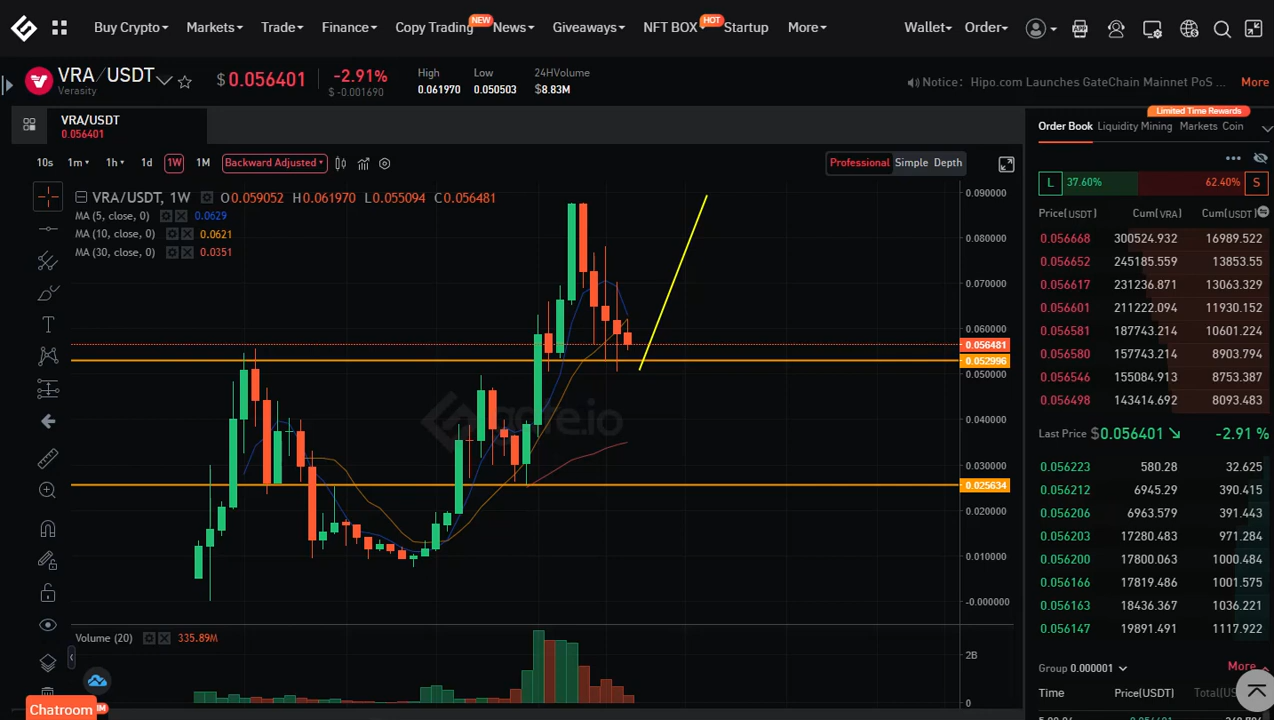 Buy Crypto Markets Trade Finance Copy Trading NEW News Giveaways NFT BOX HOT Startup More Wallet Order APP
VRA/USDT
Verasity
$ 0.056401
-2.91%
$ -0.001690
High
0.061970
Low
0.050503
24HVolume
$8.83M
Notice: Hipo.com Launches GateChain Mainnet PoS ... More
VRA/USDT
0.056401
10s 1m 1h 1d 1W 1M Backward Adjusted
Professional Simple Depth
VRA/USDT, 1W O0.059052 H0.061970 L0.055094 C0.056481
MA (5, close, 0) 0.0629
MA (10, close, 0) 0.0621
MA (30, close, 0) 0.0351
gate.io
0.090000
0.080000
0.070000
0.060000
0.056481
0.052996
0.050000
0.040000
0.030000
0.025634
0.020000
0.010000
-0.000000
Volume (20) 335.89M
2B
0
Chatroom
Limited Time Rewards
Order Book Liquidity Mining Markets Coin
L 37.60% 62.40% S
Price(USDT) Cum(VRA) Cum(USDT)
0.056668 300524.932 16989.522
0.056652 245185.559 13853.55
0.056617 231236.871 13063.329
0.056601 211222.094 11930.152
0.056581 187743.214 10601.224
0.056580 157743.214 8903.794
0.056546 155084.913 8753.387
0.056498 143414.692 8093.483
Last Price $0.056401 -2.91 %
0.056223 580.28 32.625
0.056212 6945.29 390.415
0.056206 6963.579 391.443
0.056203 17280.483 971.284
0.056200 17800.063 1000.484
0.056166 17819.486 1001.575
0.056163 18436.367 1036.221
0.056147 19891.491 1117.922
Group 0.000001 More
Time Price(USDT)